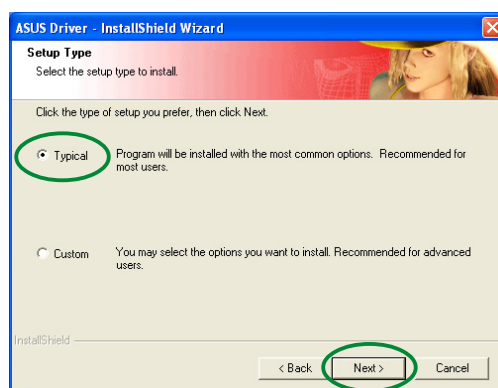 ASUS Driver - InstallShield Wizard
Setup Type
Select the setup type to install.
Click the type of setup you prefer, then click Next.
Typical Program will be installed with the most common options. Recommended for
most users.
Custom You may select the options you want to install. Recommended for advanced
users.
InstallShield
< Back Next > Cancel